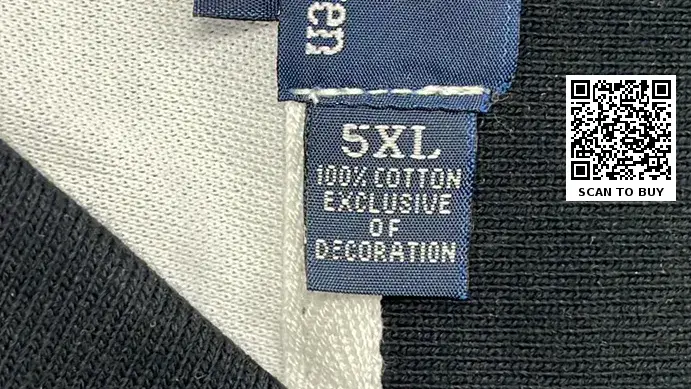 5XL
100% COTTON
EXCLUSIVE
OF
DECORATION
SCAN TO BUY